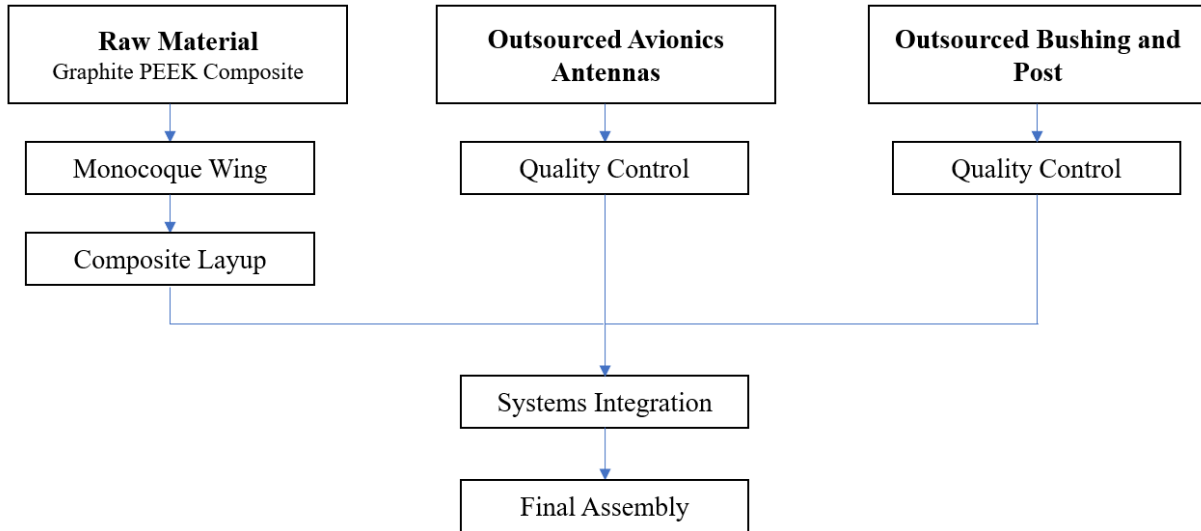 Raw Material
Graphite PEEK Composite
Outsourced Avionics
Antennas
Outsourced Bushing and
Post
Monocoque Wing
Quality Control
Quality Control
Composite Layup
Systems Integration
Final Assembly